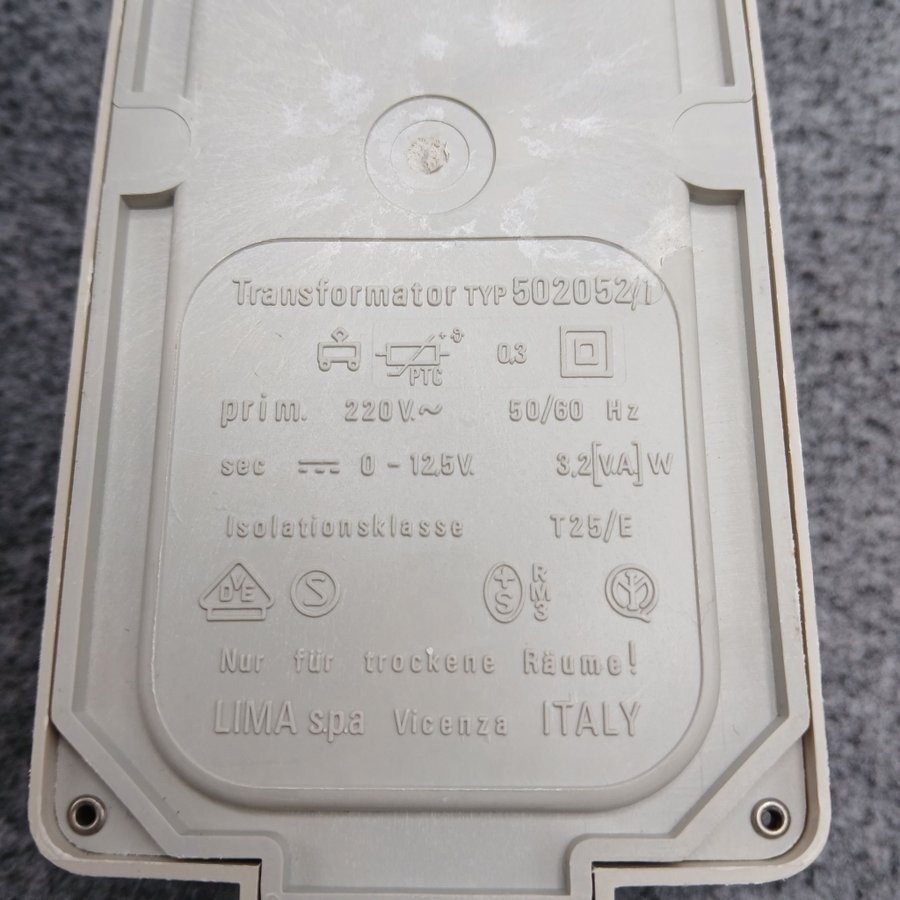 Transformator TYP 502052/1
PTC + ϑ 0,3
prim. 220V.~ 50/60 Hz
sec ⎓ 0 - 12,5V. 3,2[V.A.] W
Isolationsklasse T25/E
VDE S +S RM3
Nur für trockene Räume!
LIMA s.p.a Vicenza ITALY